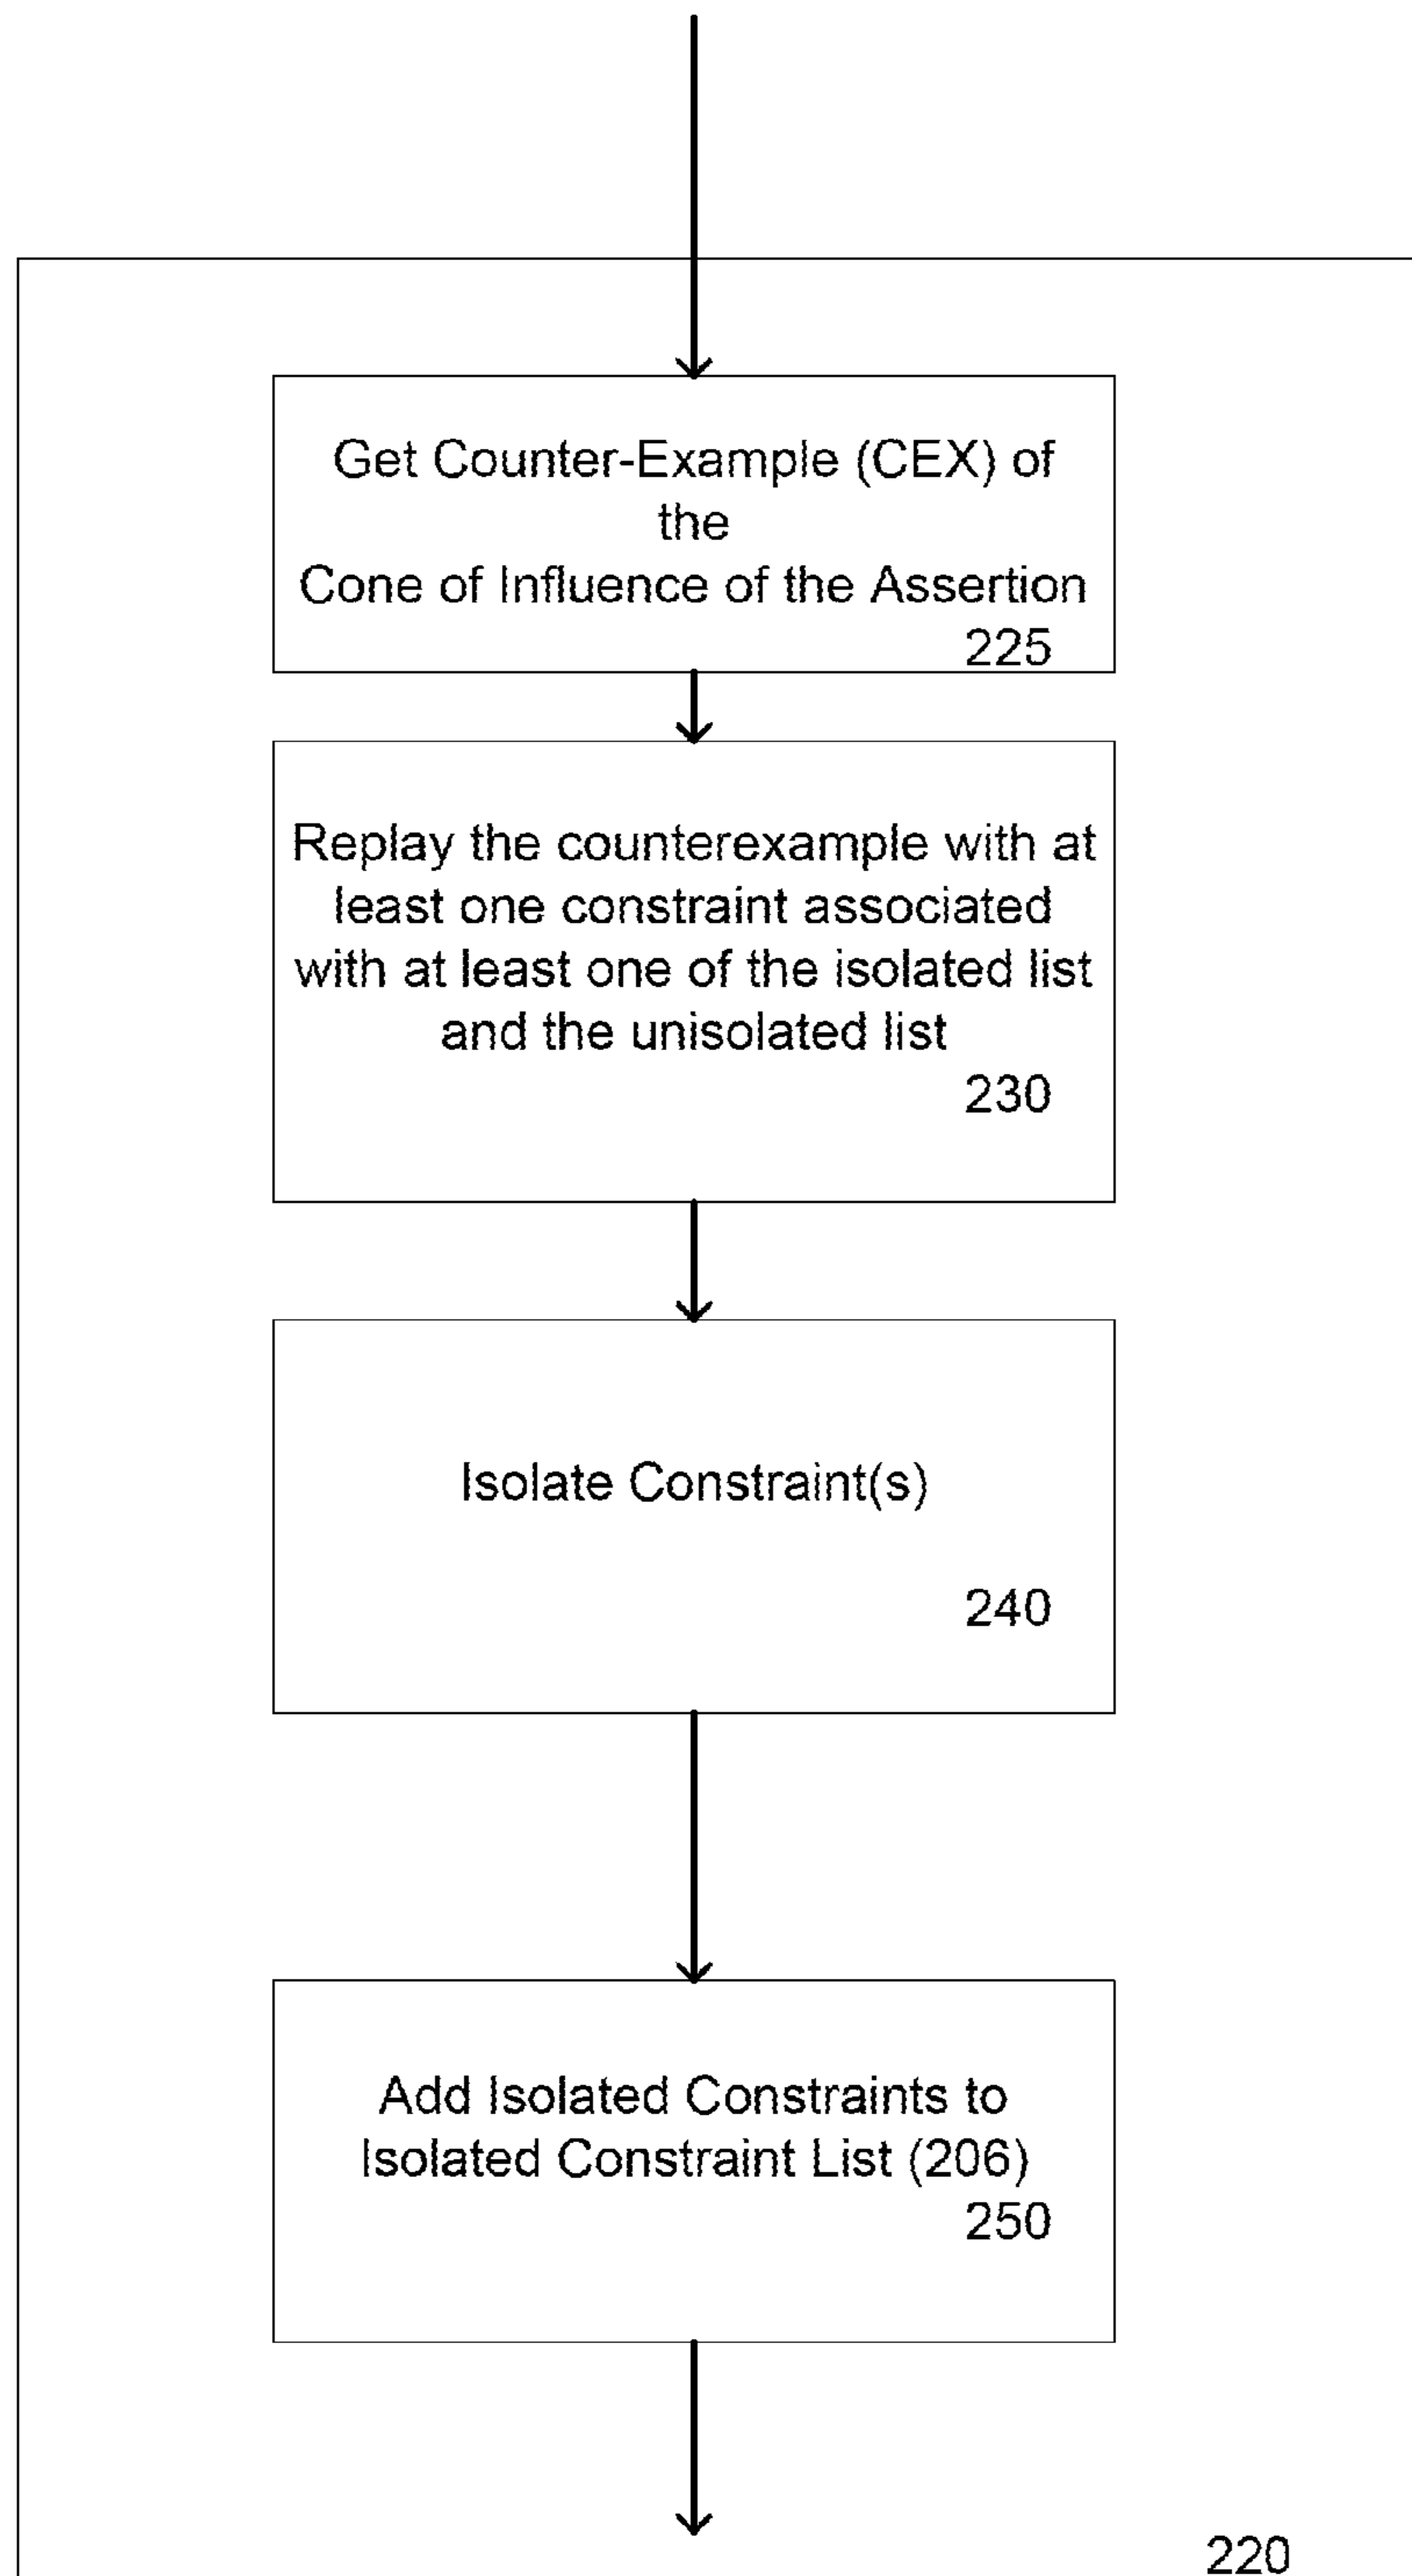 Get Counter-Example (CEX) of
the
Cone of Influence of the Assertion
225
Replay the counterexample with at
least one constraint associated
with at least one of the isolated list
and the unisolated list
230
Isolate Constraint(s)
240
Add Isolated Constraints to
Isolated Constraint List (206)
250
220